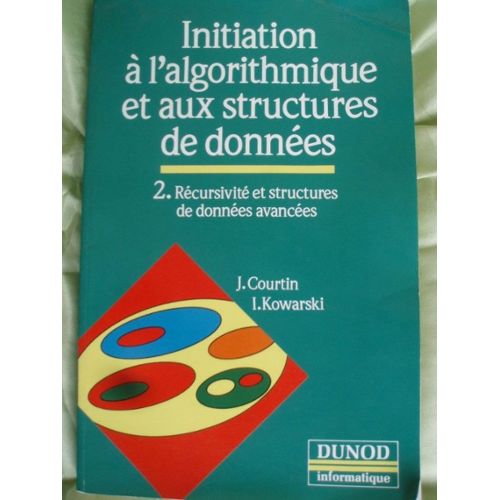 Initiation
à l'algorithmique
et aux structures
de données
2. Récursivité et structures
de données avancées
J. Courtin
I. Kowarski
DUNOD
informatique